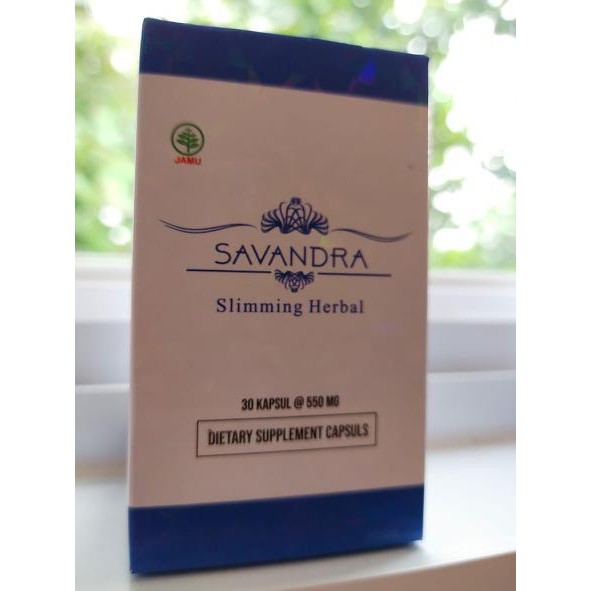 JAMU
SAVANDRA
Slimming Herbal
30 KAPSUL @ 550 MG
DIETARY SUPPLEMENT CAPSULS